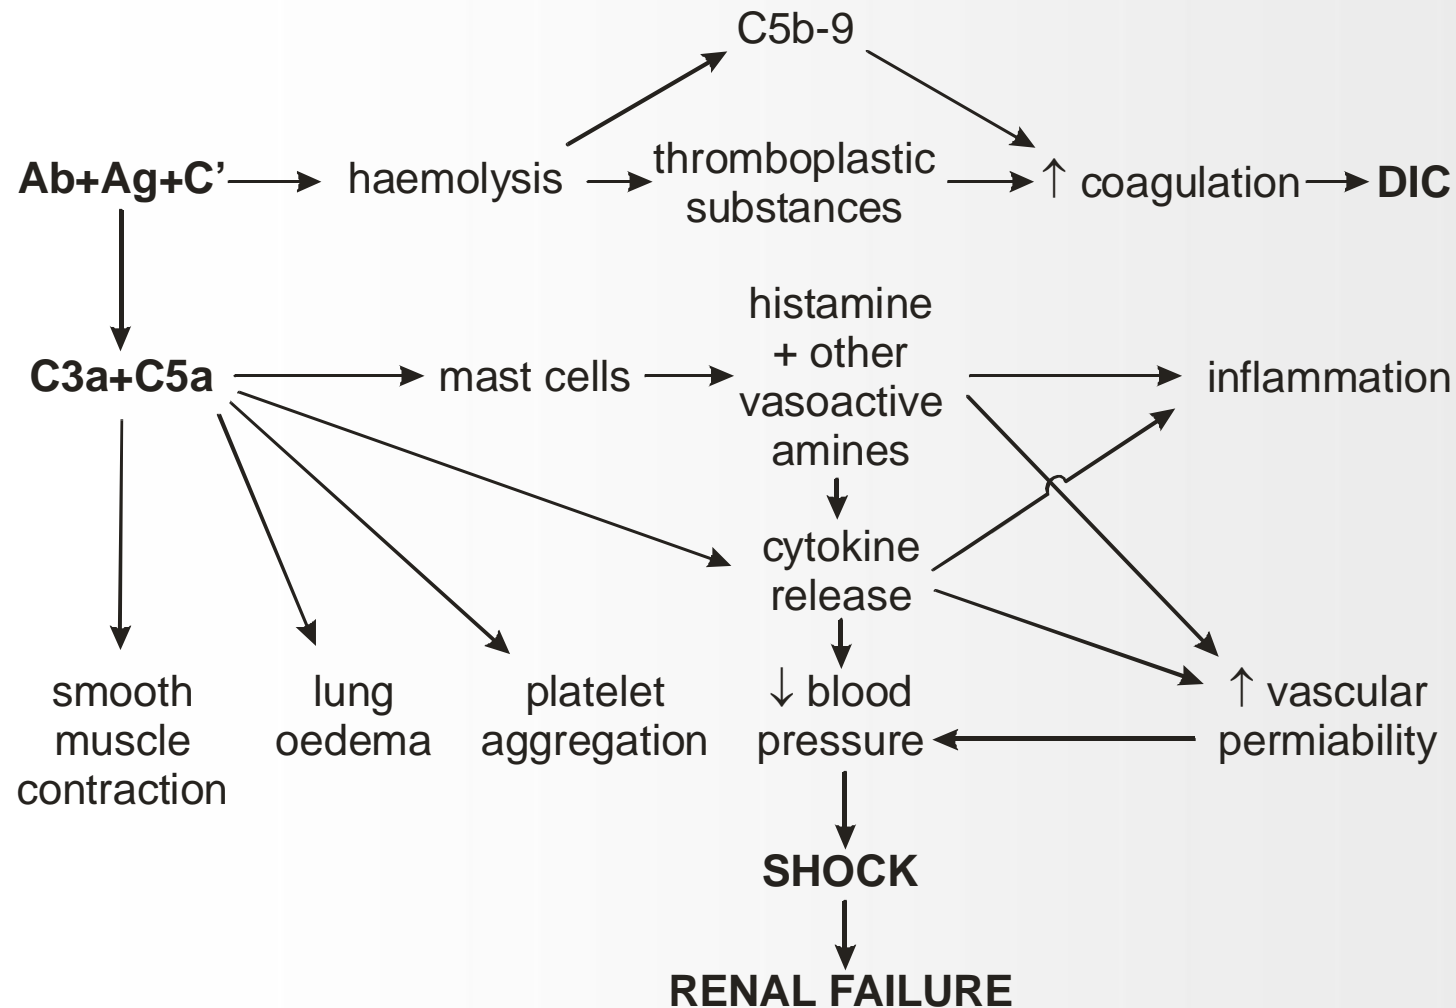 C5b-9
Ab+Ag+C’
haemolysis
thromboplastic
substances
↑ coagulation
DIC
C3a+C5a
mast cells
histamine
+ other
vasoactive
amines
inflammation
cytokine
release
smooth
muscle
contraction
lung
oedema
platelet
aggregation
↓ blood
pressure
↑ vascular
permiability
SHOCK
RENAL FAILURE